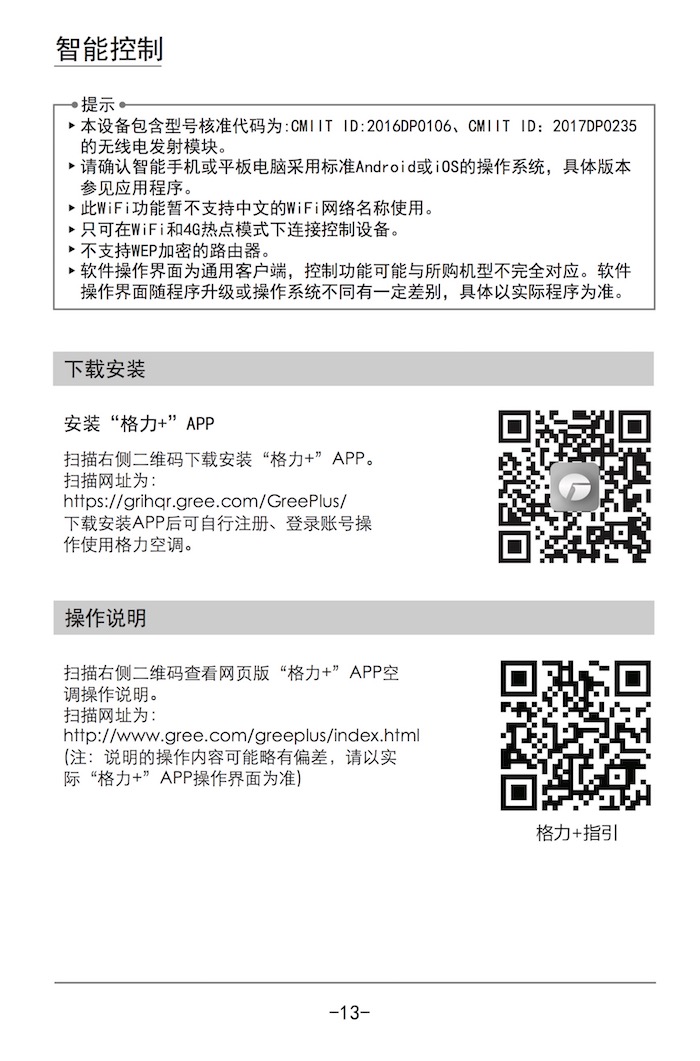 智能控制
提示
▸本设备包含型号核准代码为:CMIIT ID:2016DP0106、CMIIT ID: 2017DP0235
的无线电发射模块。
▸请确认智能手机或平板电脑采用标准Android或iOS的操作系统，具体版本
参见应用程序。
▸此WiFi功能暂不支持中文的WiFi网络名称使用。
▸只可在WiFi和4G热点模式下连接控制设备。
▸不支持WEP加密的路由器。
▸软件操作界面为通用客户端，控制功能可能与所购机型不完全对应。软件
操作界面随程序升级或操作系统不同有一定差别，具体以实际程序为准。
下载安装
安装“格力+”APP
扫描右侧二维码下载安装“格力+”APP。
扫描网址为：
https://grihqr.gree.com/GreePlus/
下载安装APP后可自行注册、登录账号操
作使用格力空调。
操作说明
扫描右侧二维码查看网页版“格力+”APP空
调操作说明。
扫描网址为：
http://www.gree.com/greeplus/index.html
(注：说明的操作内容可能略有偏差，请以实
际“格力+”APP操作界面为准)
格力+指引
-13-